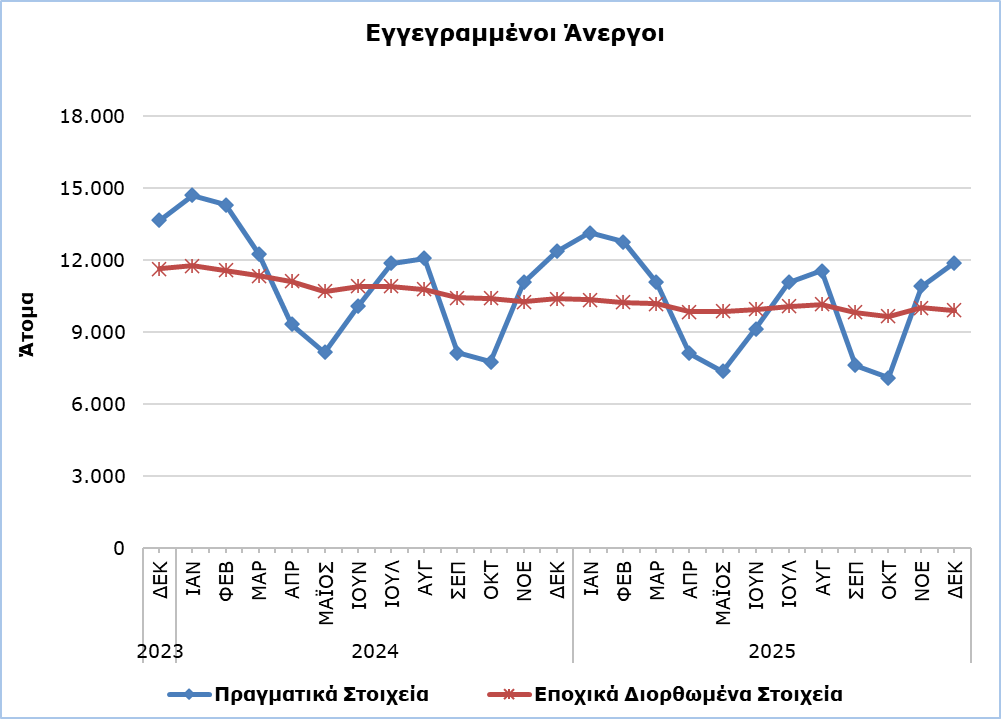 Εγγεγραμμένοι Άνεργοι
Άτομα
18.000
15.000
12.000
9.000
6.000
3.000
0
ΔΕΚ ΙΑΝ ΦΕΒ ΜΑΡ ΑΠΡ ΜΑΪΟΣ ΙΟΥΝ ΙΟΥΛ ΑΥΓ ΣΕΠ ΟΚΤ ΝΟΕ ΔΕΚ ΙΑΝ ΦΕΒ ΜΑΡ ΑΠΡ ΜΑΪΟΣ ΙΟΥΝ ΙΟΥΛ ΑΥΓ ΣΕΠ ΟΚΤ ΝΟΕ ΔΕΚ
2023 2024 2025
Πραγματικά Στοιχεία Εποχικά Διορθωμένα Στοιχεία